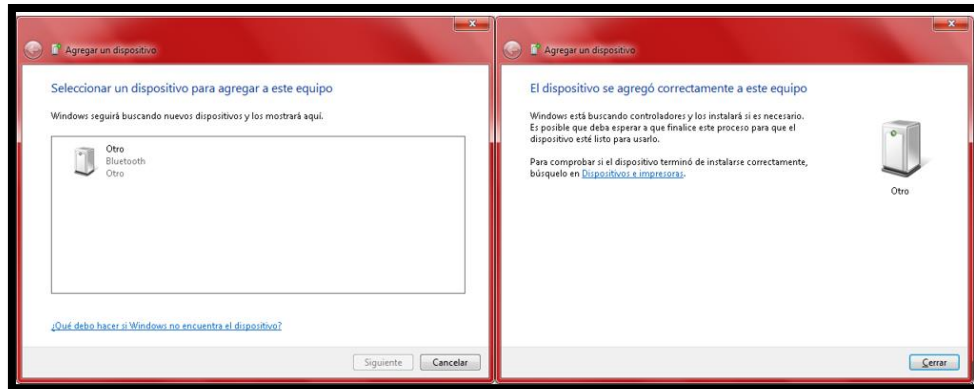 Agregar un dispositivo
Seleccionar un dispositivo para agregar a este equipo
Windows seguirá buscando nuevos dispositivos y los mostrará aquí.
Otro
Bluetooth
Otro
¿Qué debo hacer si Windows no encuentra el dispositivo?
Siguiente
Cancelar
Agregar un dispositivo
El dispositivo se agregó correctamente a este equipo
Windows está buscando controladores y los instalará si es necesario.
Es posible que deba esperar a que finalice este proceso para que el
dispositivo esté listo para usarlo.
Para comprobar si el dispositivo terminó de instalarse correctamente,
búsquelo en Dispositivos e impresoras.
Otro
Cerrar